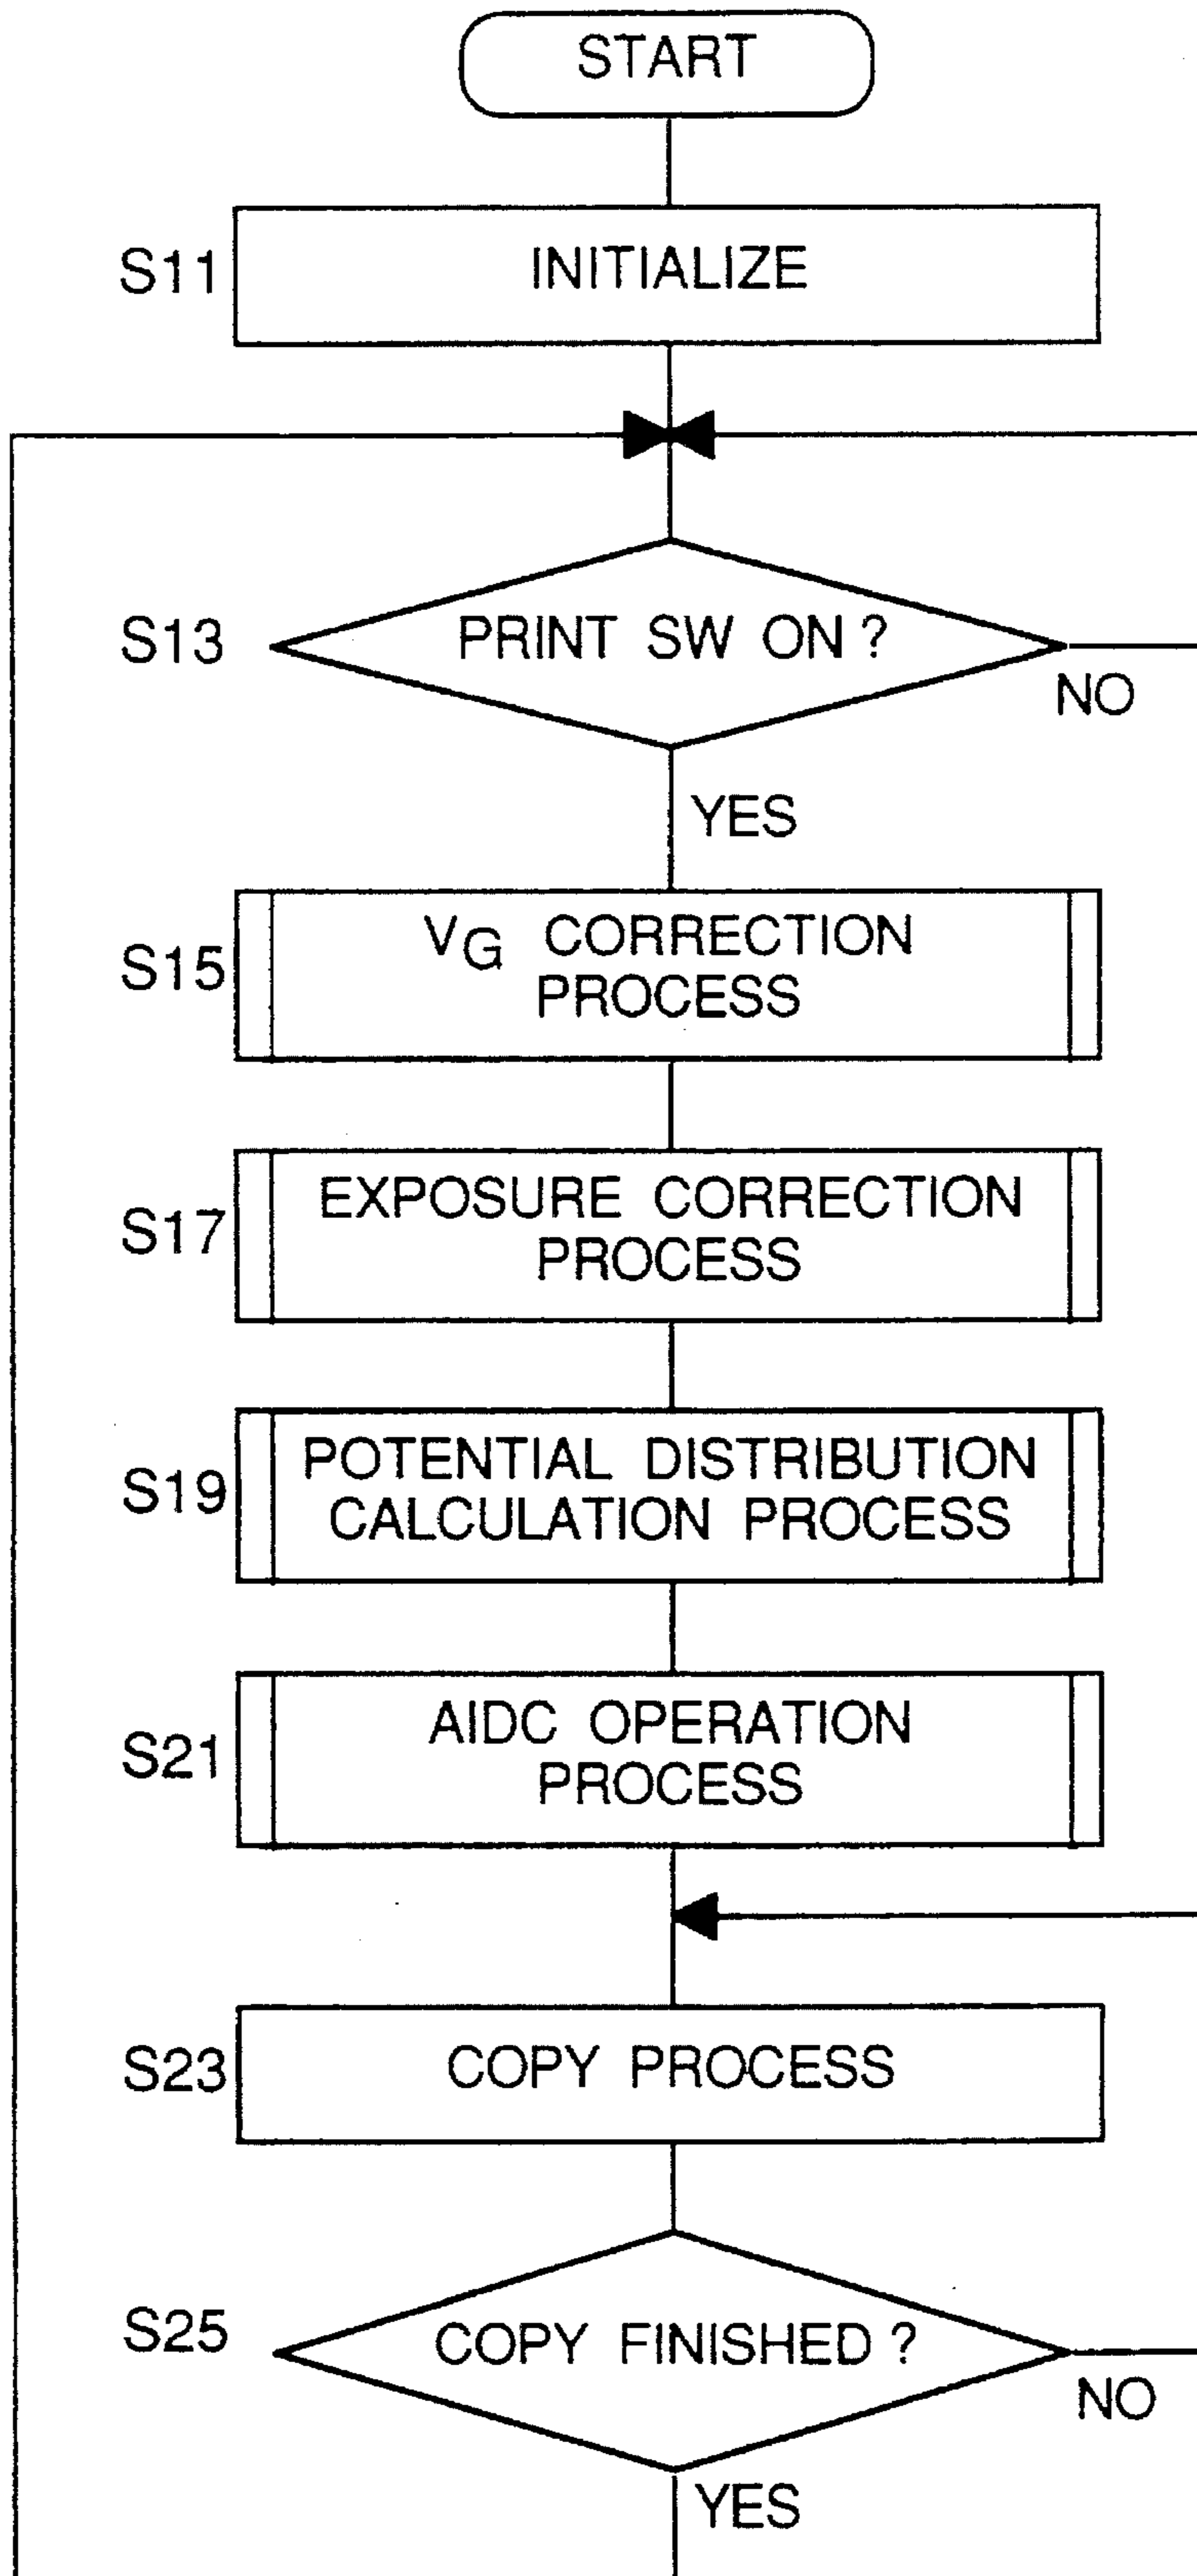 START
S11
INITIALIZE
S13
PRINT SW ON ?
NO
YES
S15
VG CORRECTION
PROCESS
S17
EXPOSURE CORRECTION
PROCESS
S19
POTENTIAL DISTRIBUTION
CALCULATION PROCESS
S21
AIDC OPERATION
PROCESS
S23
COPY PROCESS
S25
COPY FINISHED ?
NO
YES